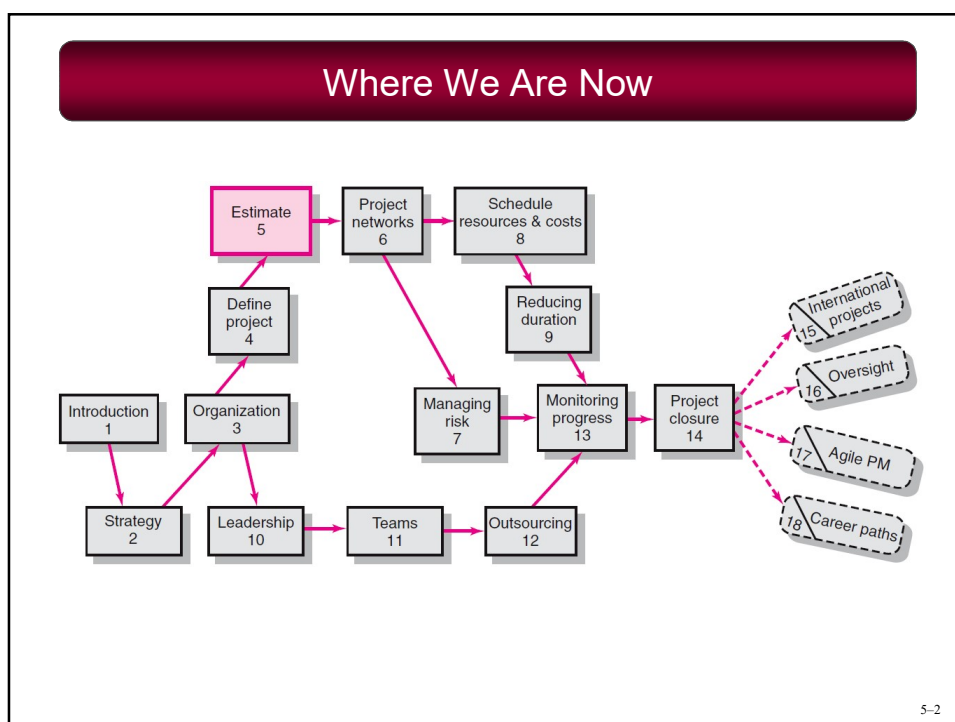 Where We Are Now
Estimate
5
Project
networks
6
Schedule
resources & costs
8
Define
project
4
Reducing
duration
9
International
projects
15
Oversight
16
Introduction
1
Organization
3
Managing
risk
7
Monitoring
progress
13
Project
closure
14
Agile PM
17
Strategy
2
Leadership
10
Teams
11
Outsourcing
12
Career paths
18
5–2